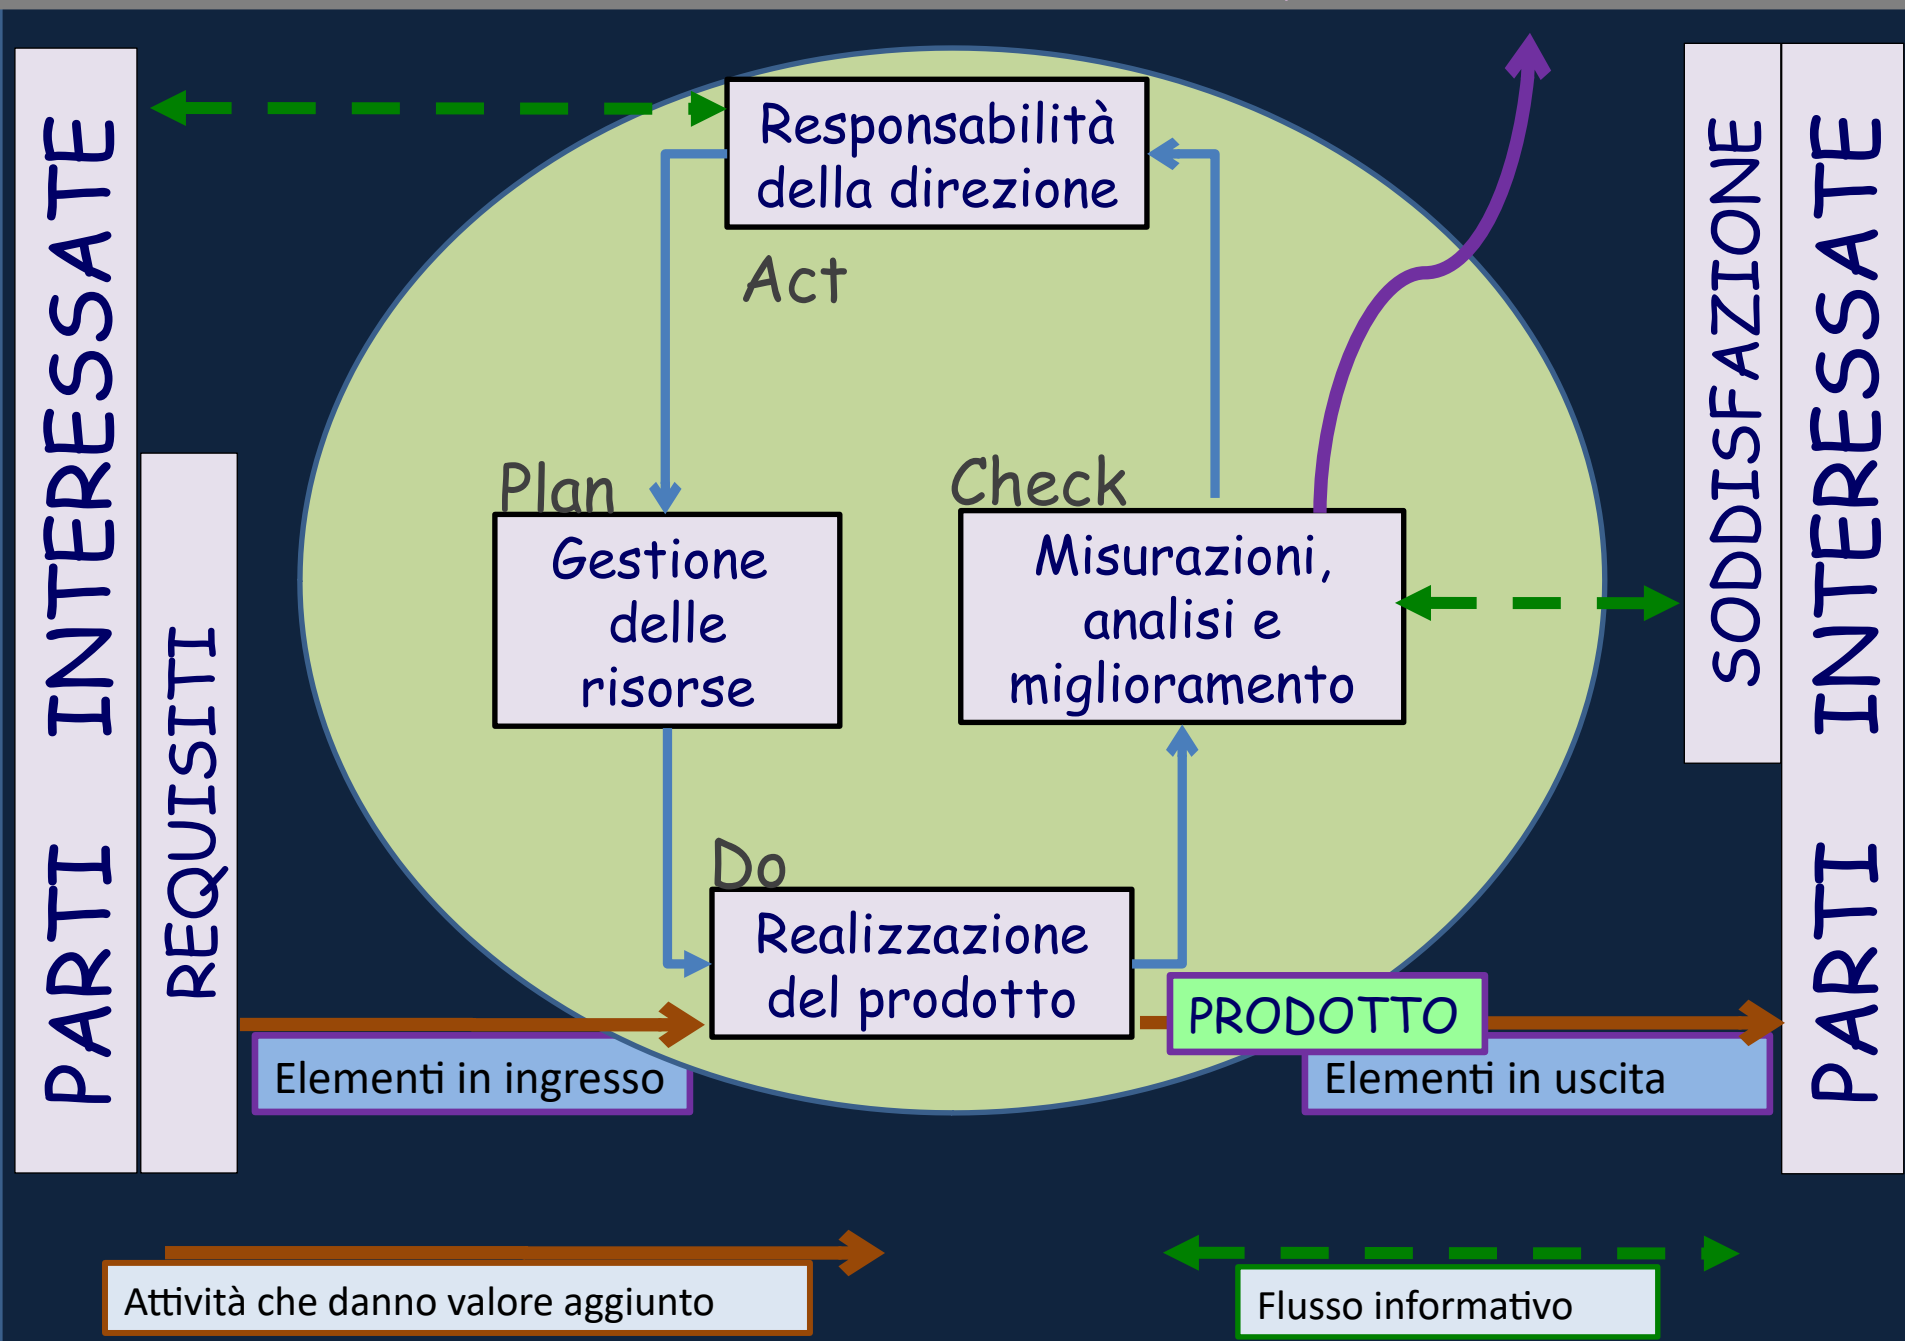 PARTI INTERESSATE
REQUISITI
Responsabilità
della direzione
Act
Plan
Gestione
delle
risorse
Check
Misurazioni,
analisi e
miglioramento
Do
Realizzazione
del prodotto
PRODOTTO
Elementi in ingresso
Elementi in uscita
SODDISFAZIONE
PARTI INTERESSATE
Attività che danno valore aggiunto
Flusso informativo